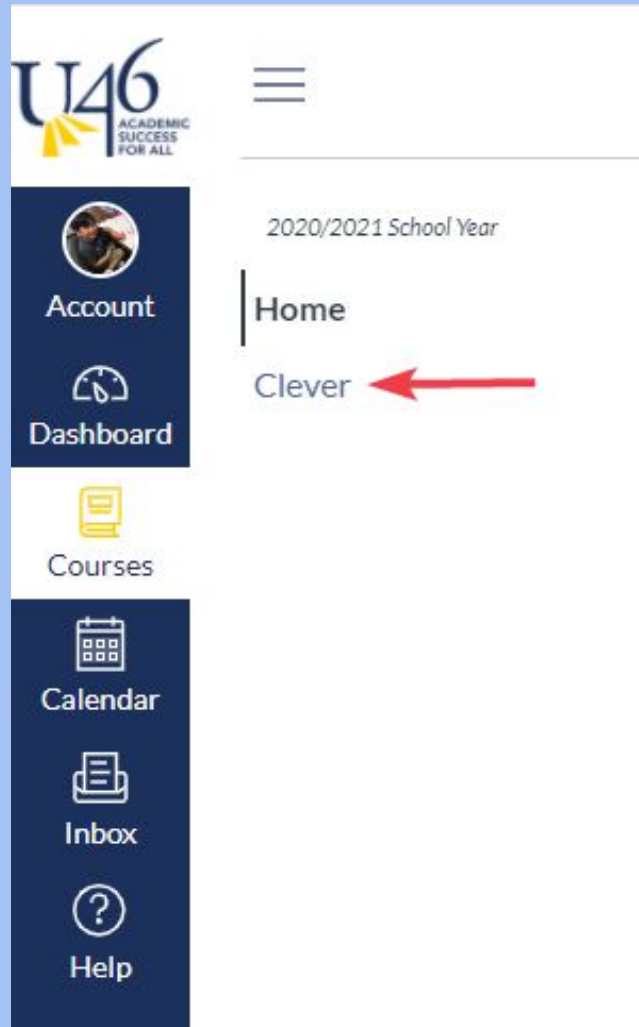 U46
ACADEMIC
SUCCESS
FOR ALL
2020/2021 School Year
Home
Clever
Account
Dashboard
Courses
Calendar
Inbox
Help